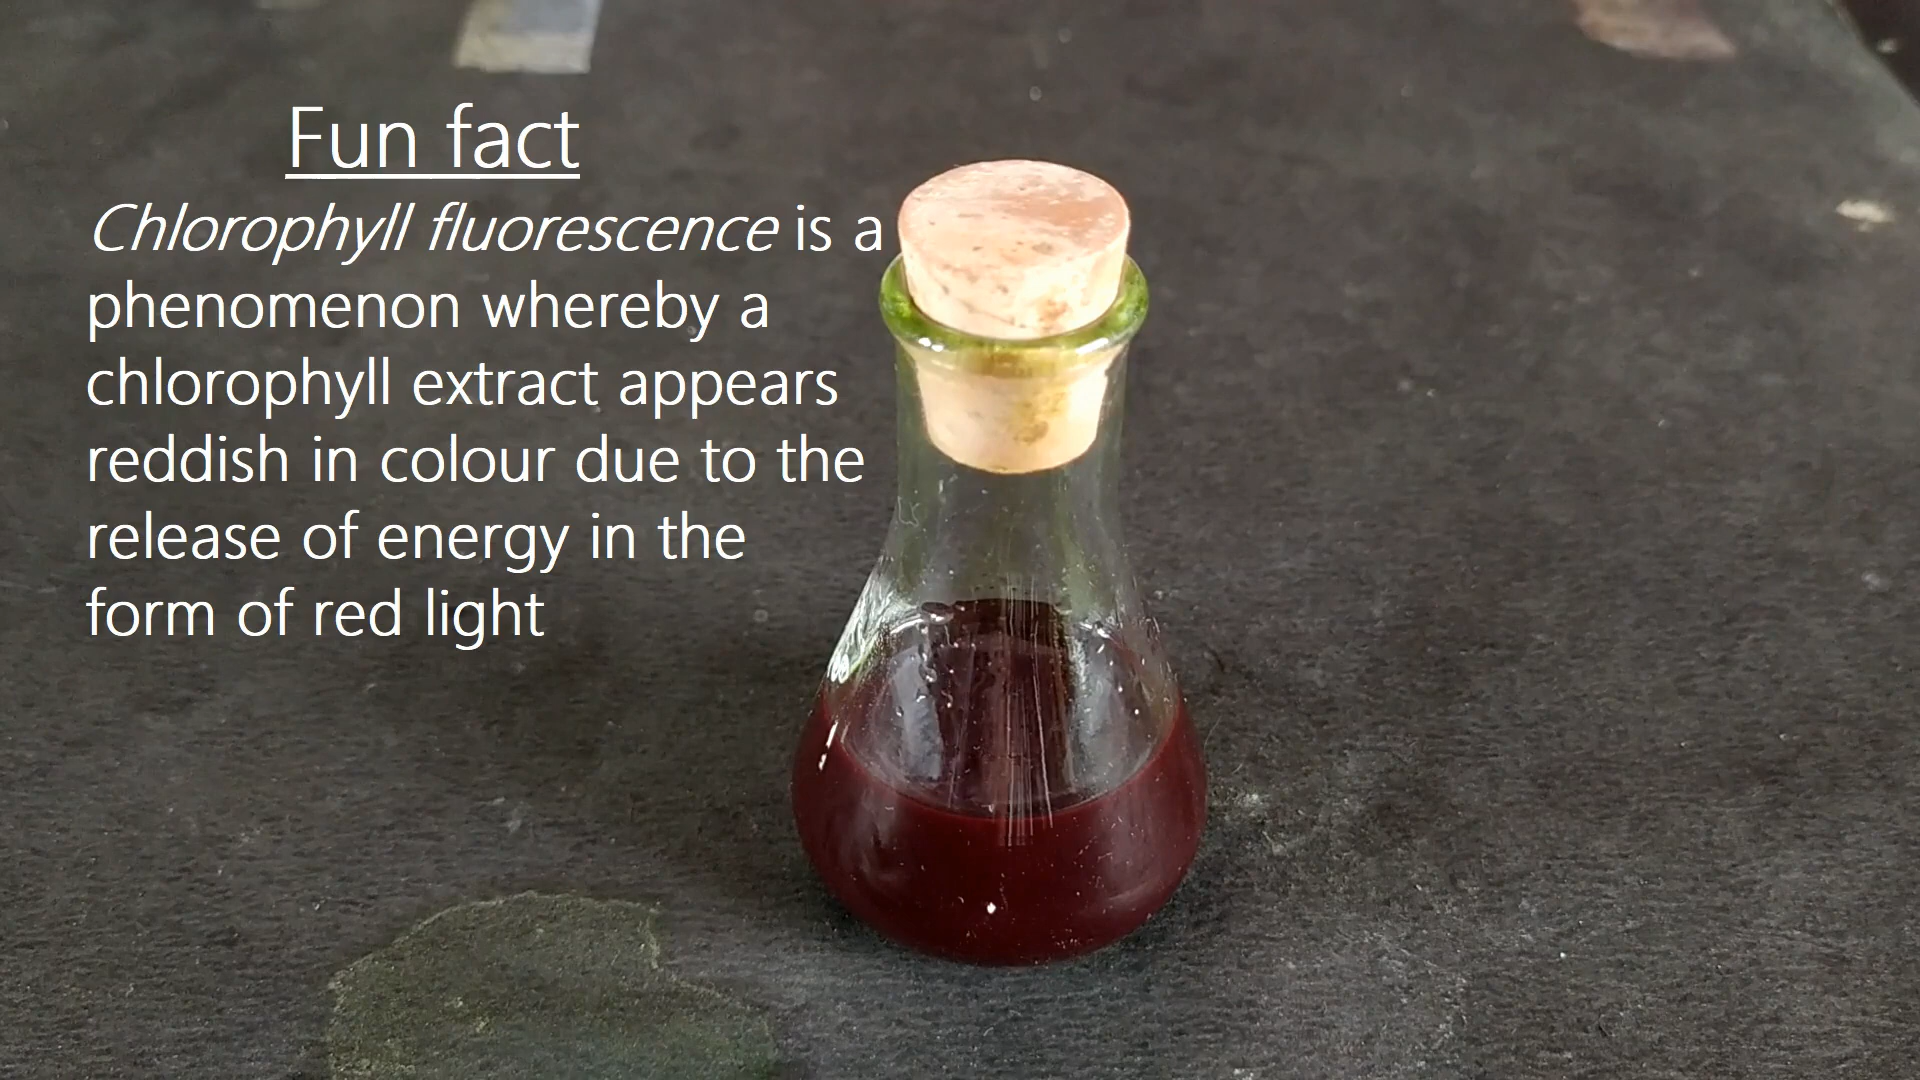 Fun fact
Chlorophyll fluorescence is a
phenomenon whereby a
chlorophyll extract appears
reddish in colour due to the
release of energy in the
form of red light